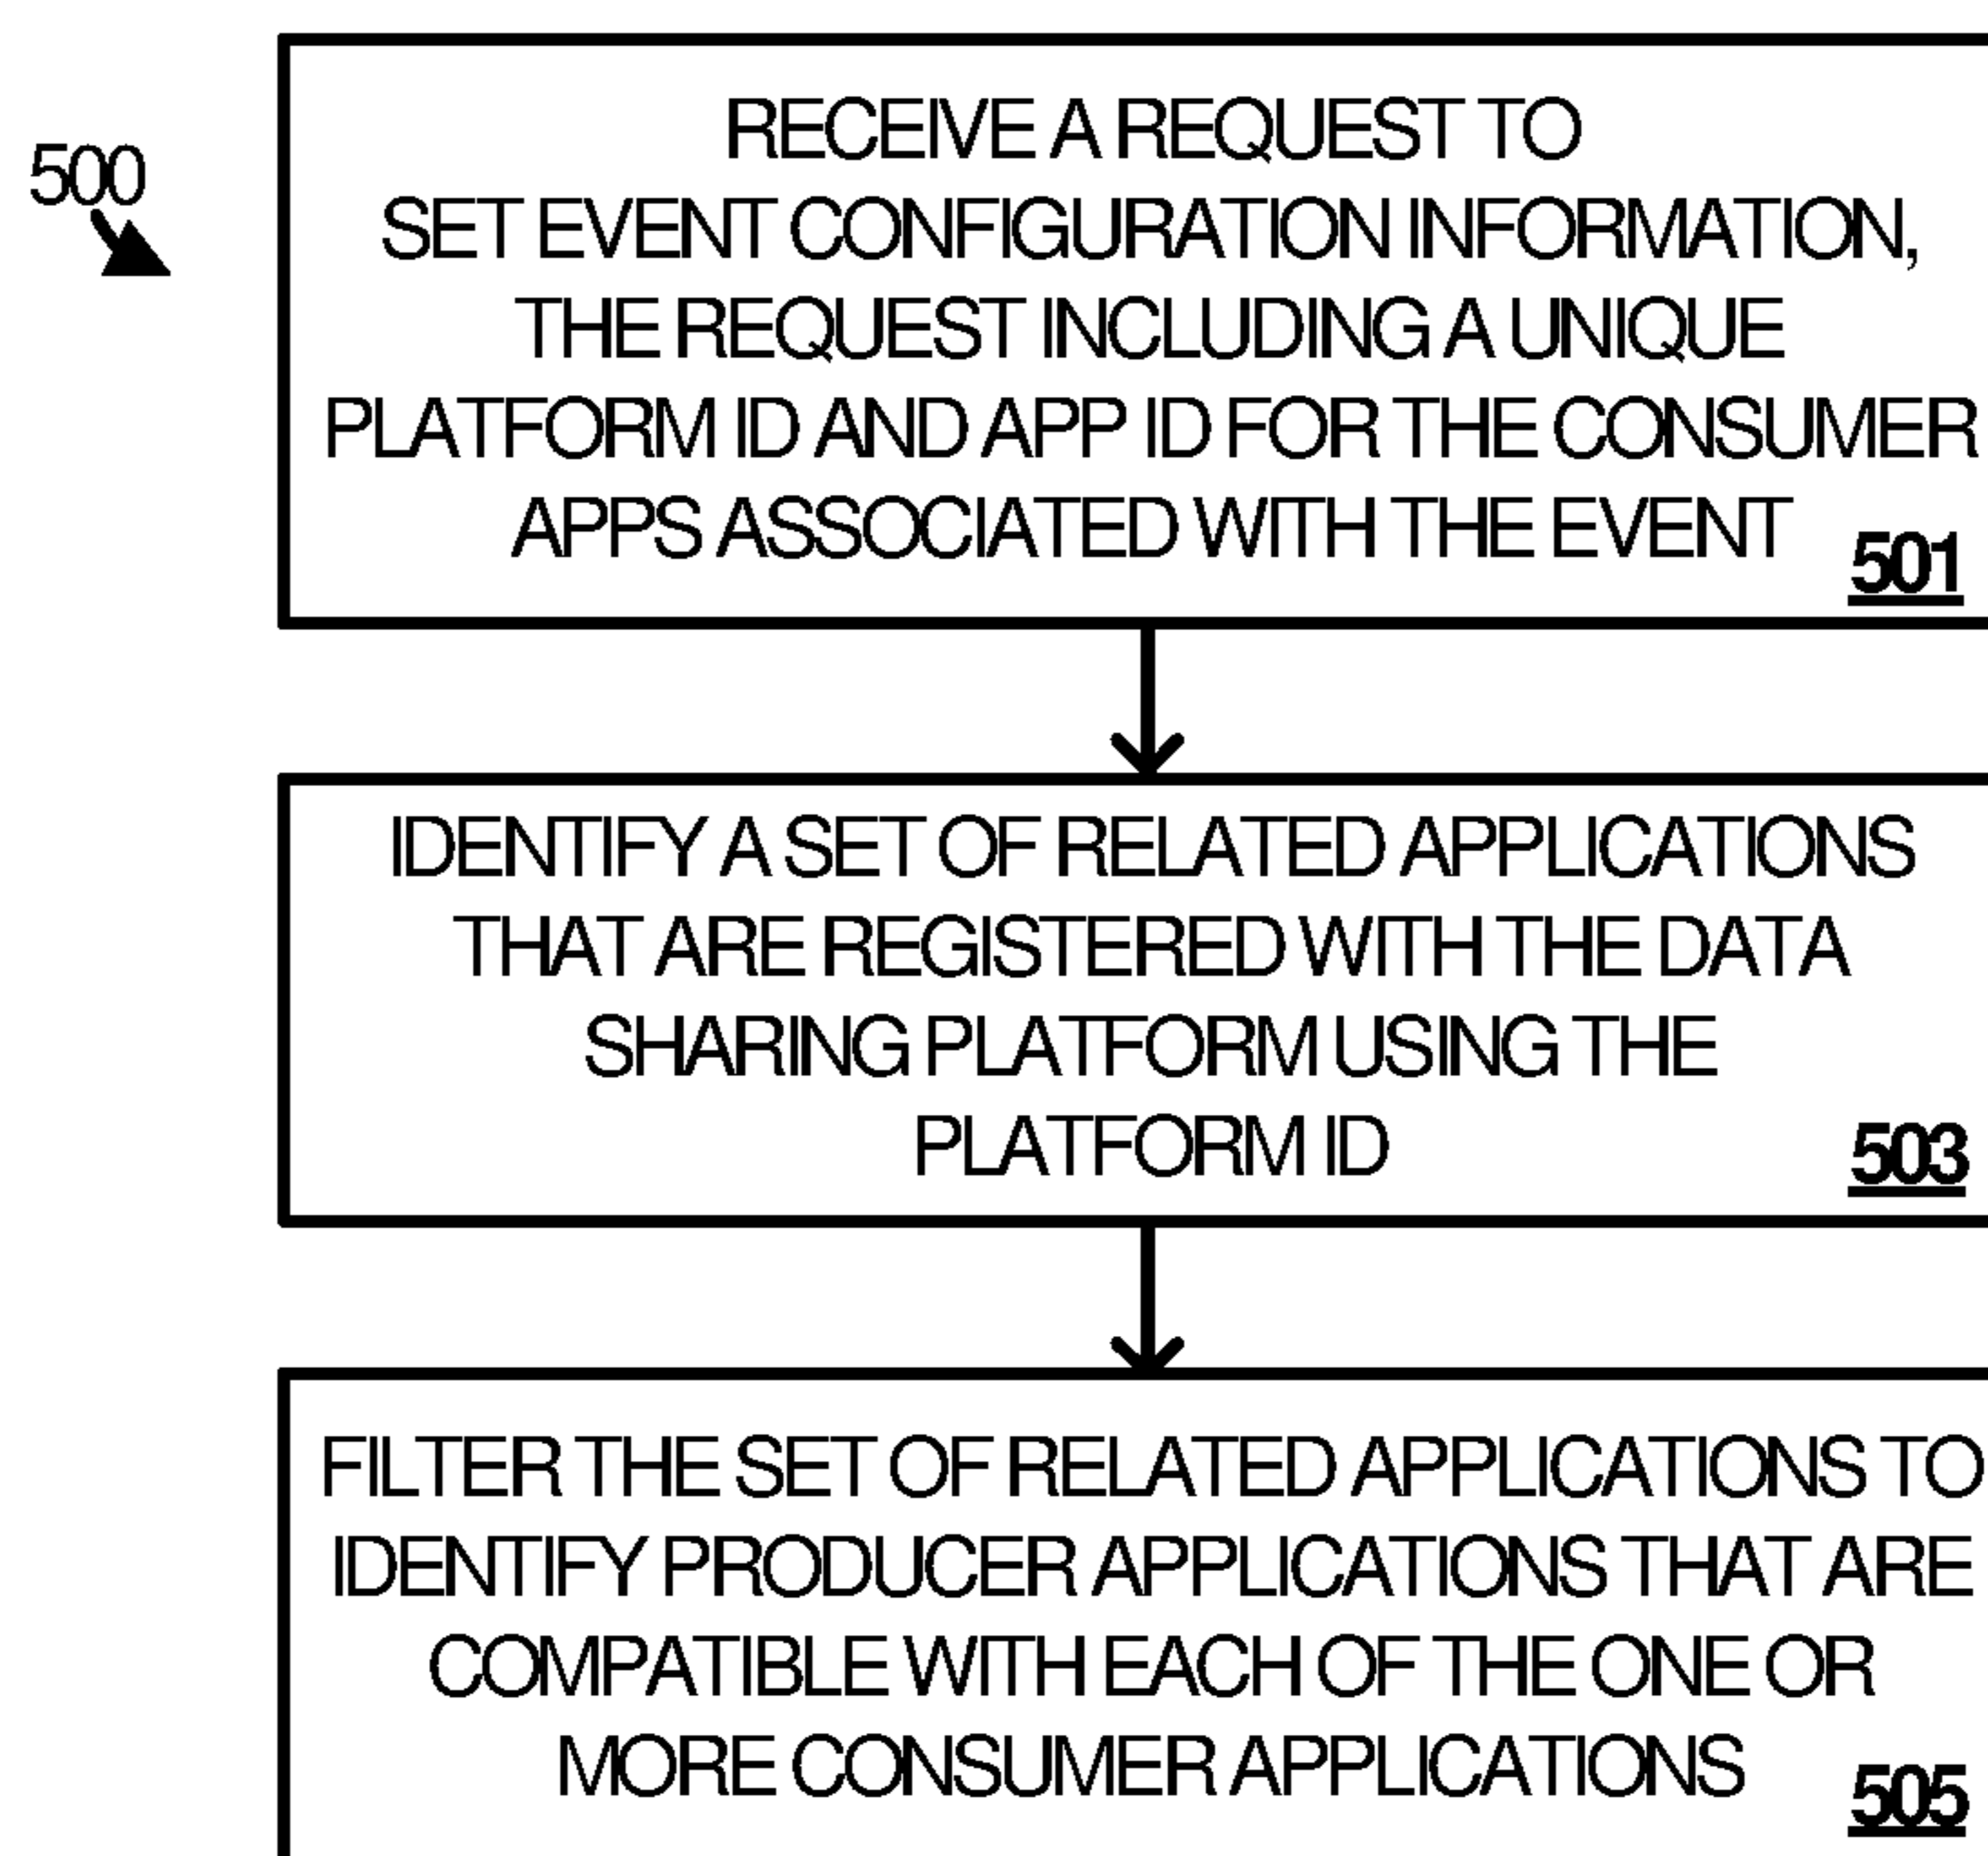 500
RECEIVE A REQUEST TO
SET EVENT CONFIGURATION INFORMATION,
THE REQUEST INCLUDING A UNIQUE
PLATFORM ID AND APP ID FOR THE CONSUMER
APPS ASSOCIATED WITH THE EVENT
501
IDENTIFY A SET OF RELATED APPLICATIONS
THAT ARE REGISTERED WITH THE DATA
SHARING PLATFORM USING THE
PLATFORM ID
503
FILTER THE SET OF RELATED APPLICATIONS TO
IDENTIFY PRODUCER APPLICATIONS THAT ARE
COMPATIBLE WITH EACH OF THE ONE OR
MORE CONSUMER APPLICATIONS
505